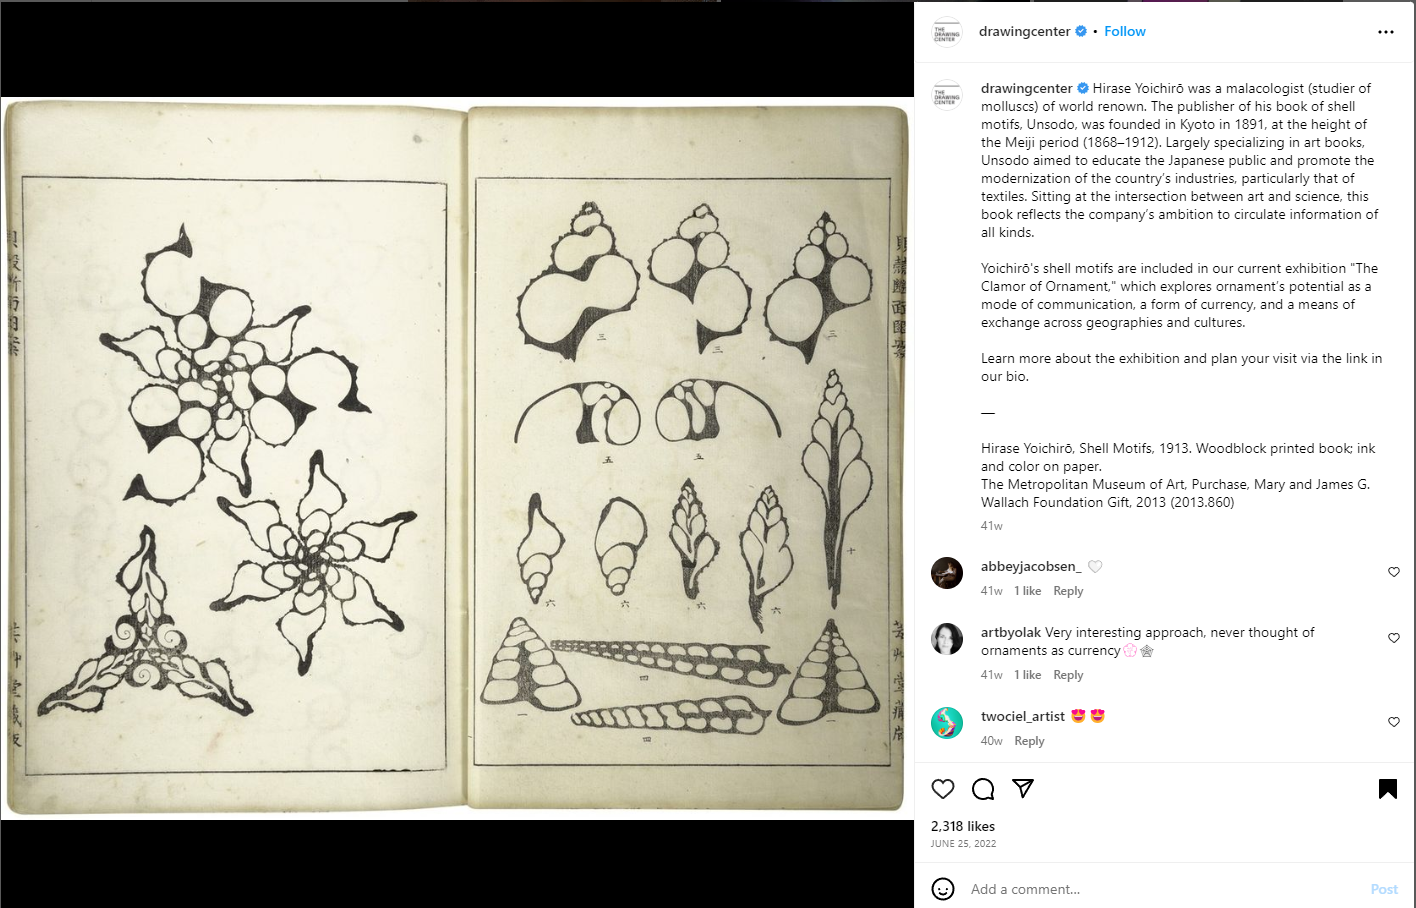 三
三
五
五
十
六
六
六
六
四
四
一
一
THE
DRAWING
CENTER
drawingcenter • Follow
THE
DRAWING
CENTER
drawingcenter Hirase Yoichirō was a malacologist (studier of
molluscs) of world renown. The publisher of his book of shell
motifs, Unsodo, was founded in Kyoto in 1891, at the height of
the Meiji period (1868–1912). Largely specializing in art books,
Unsodo aimed to educate the Japanese public and promote the
modernization of the country's industries, particularly that of
textiles. Sitting at the intersection between art and science, this
book reflects the company's ambition to circulate information of
all kinds.
Yoichirō's shell motifs are included in our current exhibition "The
Clamor of Ornament," which explores ornament's potential as a
mode of communication, a form of currency, and a means of
exchange across geographies and cultures.
Learn more about the exhibition and plan your visit via the link in
our bio.
—
Hirase Yoichirō, Shell Motifs, 1913. Woodblock printed book; ink
and color on paper.
The Metropolitan Museum of Art, Purchase, Mary and James G.
Wallach Foundation Gift, 2013 (2013.860)
41w
abbeyjacobsen_ 🤍
41w 1 like Reply
artbyolak Very interesting approach, never thought of
ornaments as currency
41w 1 like Reply
twociel_artist 😍 😍
40w Reply
2,318 likes
JUNE 25, 2022
Add a comment... Post